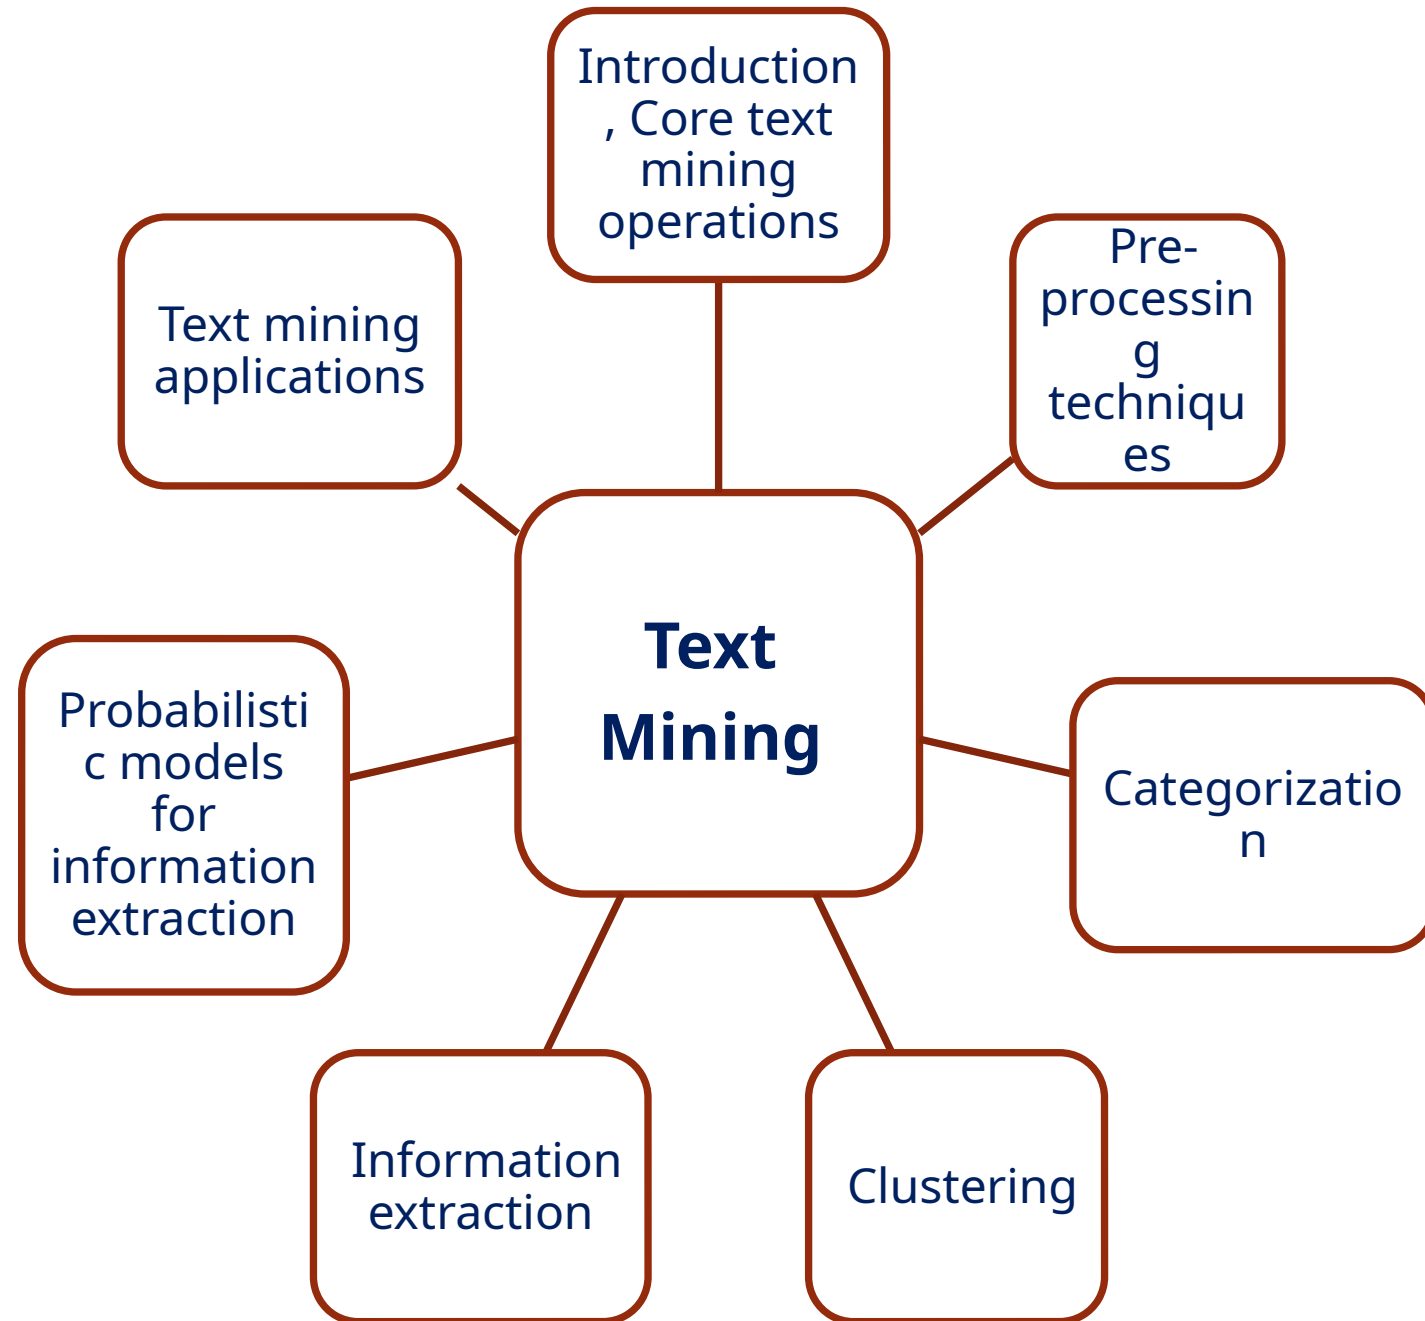 Introduction
, Core text
mining
operations
Pre-
processin
g
techniqu
es
Categorizatio
n
Clustering
Information
extraction
Probabilisti
c models
for
information
extraction
Text mining
applications
Text
Mining